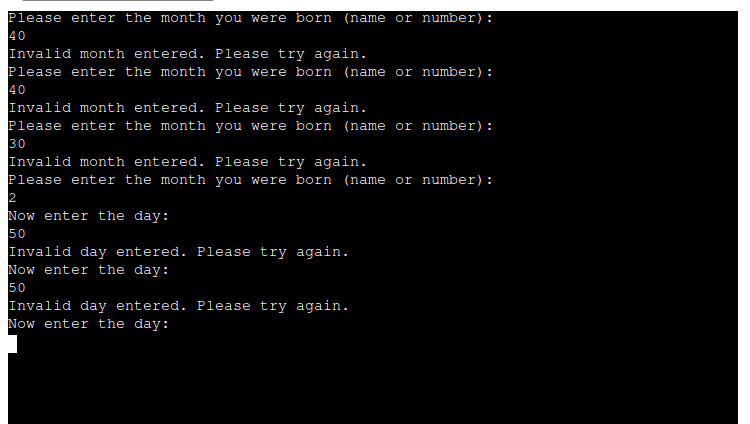 Please enter the month you were born (name or number):
40
Invalid month entered. Please try again.
Please enter the month you were born (name or number):
40
Invalid month entered. Please try again.
Please enter the month you were born (name or number):
30
Invalid month entered. Please try again.
Please enter the month you were born (name or number):
2
Now enter the day:
50
Invalid day entered. Please try again.
Now enter the day:
50
Invalid day entered. Please try again.
Now enter the day: